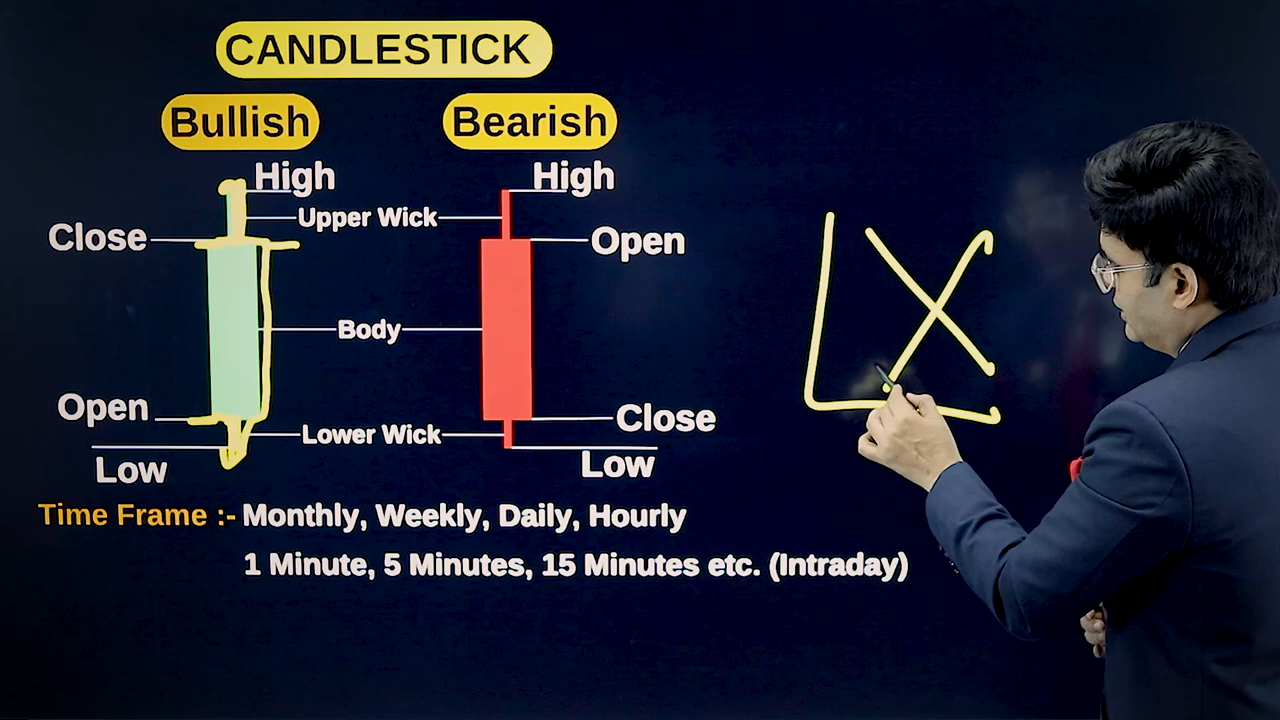 CANDLESTICK
Bullish Bearish
High High
Upper Wick
Close Open
Body
Open Close
Lower Wick
Low Low
Time Frame :- Monthly, Weekly, Daily, Hourly
1 Minute, 5 Minutes, 15 Minutes etc. (Intraday)